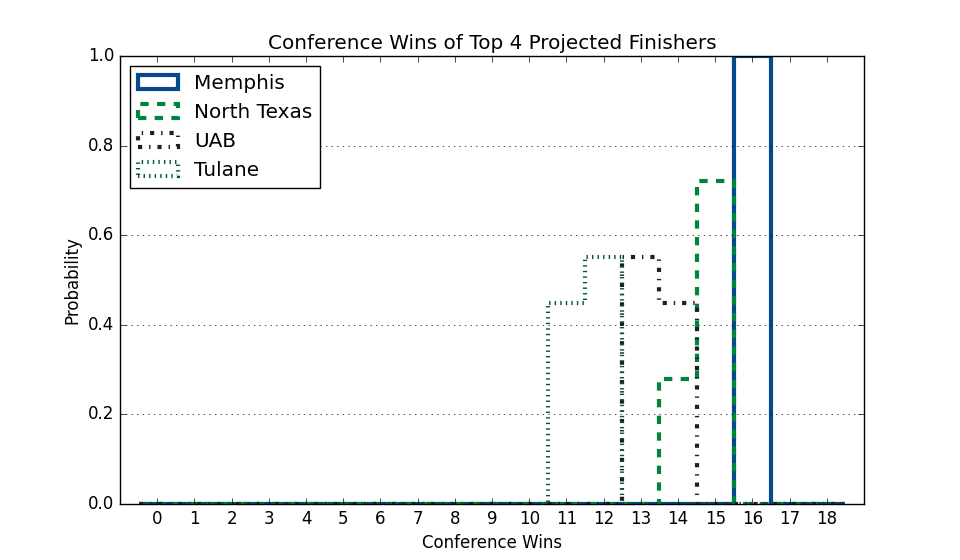 Conference Wins of Top 4 Projected Finishers
1.0
0.8
0.6
0.4
0.2
0.0
Probability
Memphis
North Texas
UAB
Tulane
0 1 2 3 4 5 6 7 8 9 10 11 12 13 14 15 16 17 18
Conference Wins